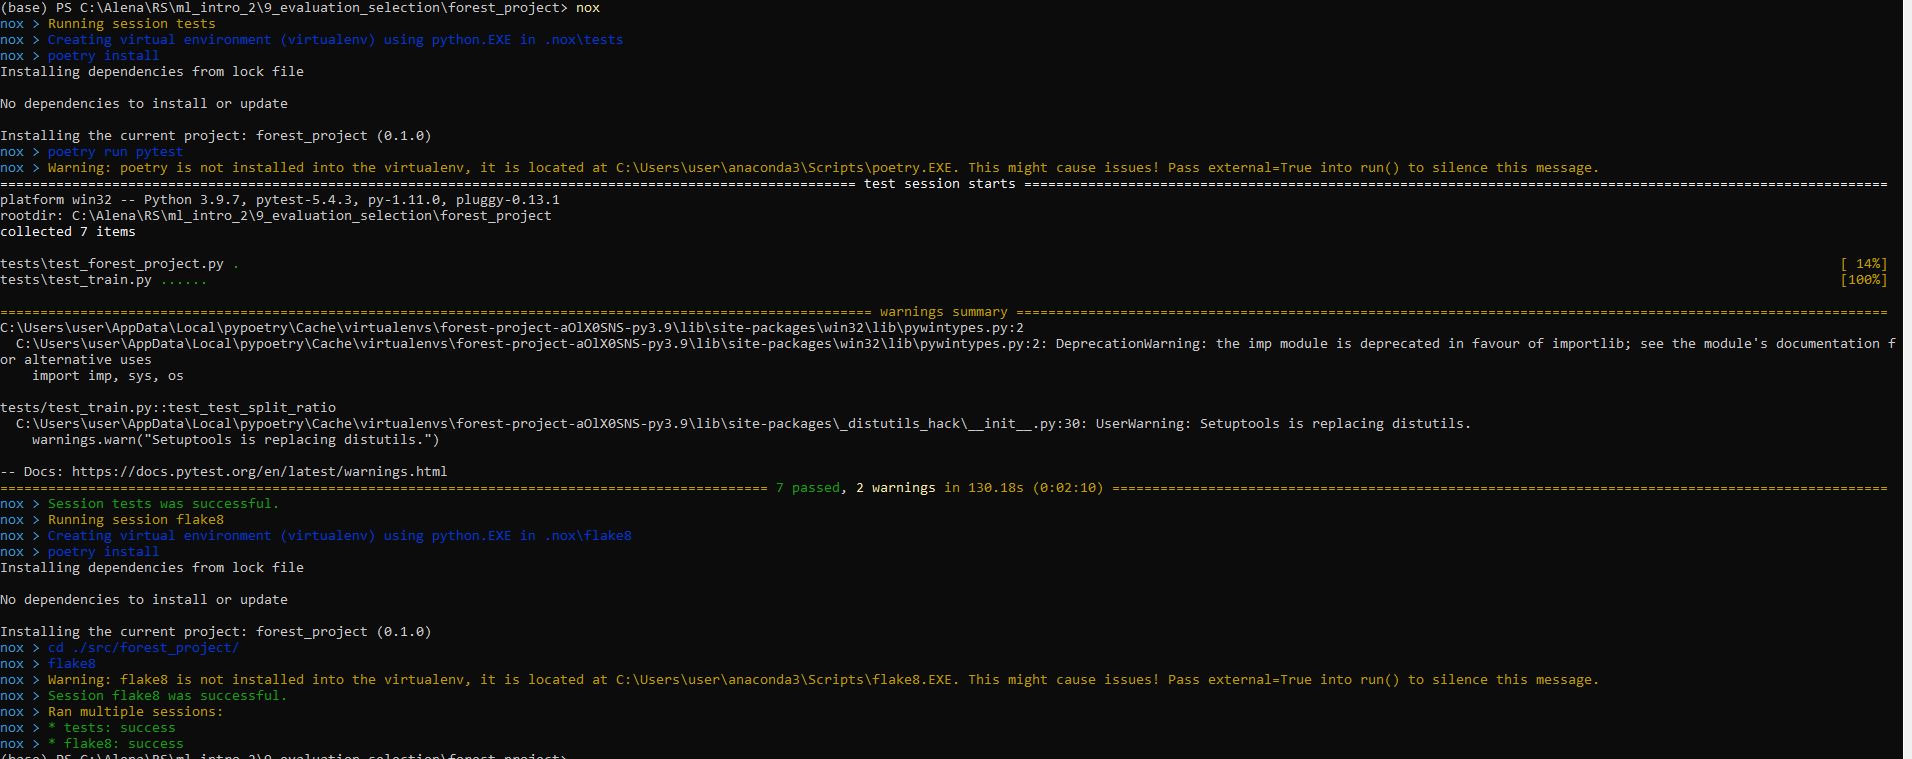 (base) PS C:\Alena\RS\ml_intro_2\9_evaluation_selection\forest_project> nox
nox > Running session tests
nox > Creating virtual environment (virtualenv) using python.EXE in .nox\tests
nox > poetry install
Installing dependencies from lock file
No dependencies to install or update
Installing the current project: forest_project (0.1.0)
nox > poetry run pytest
nox > Warning: poetry is not installed into the virtualenv, it is located at C:\Users\user\anaconda3\Scripts\poetry.EXE. This might cause issues! Pass external=True into run() to silence this message.
=========================================================================================================== test session starts ============================================================================================================
platform win32 -- Python 3.9.7, pytest-5.4.3, py-1.11.0, pluggy-0.13.1
rootdir: C:\Alena\RS\ml_intro_2\9_evaluation_selection\forest_project
collected 7 items
tests\test_forest_project.py . [ 14%]
tests\test_train.py ...... [100%]
============================================================================================================= warnings summary =============================================================================================================
C:\Users\user\AppData\Local\pypoetry\Cache\virtualenvs\forest-project-aOlX0SNS-py3.9\lib\site-packages\win32\lib\pywintypes.py:2
  C:\Users\user\AppData\Local\pypoetry\Cache\virtualenvs\forest-project-aOlX0SNS-py3.9\lib\site-packages\win32\lib\pywintypes.py:2: DeprecationWarning: the imp module is deprecated in favour of importlib; see the module's documentation f
or alternative uses
    import imp, sys, os
tests/test_train.py::test_test_split_ratio
  C:\Users\user\AppData\Local\pypoetry\Cache\virtualenvs\forest-project-aOlX0SNS-py3.9\lib\site-packages\_distutils_hack\__init__.py:30: UserWarning: Setuptools is replacing distutils.
    warnings.warn("Setuptools is replacing distutils.")
-- Docs: https://docs.pytest.org/en/latest/warnings.html
================================================================================================ 7 passed, 2 warnings in 130.18s (0:02:10) =================================================================================================
nox > Session tests was successful.
nox > Running session flake8
nox > Creating virtual environment (virtualenv) using python.EXE in .nox\flake8
nox > poetry install
Installing dependencies from lock file
No dependencies to install or update
Installing the current project: forest_project (0.1.0)
nox > cd ./src/forest_project/
nox > flake8
nox > Warning: flake8 is not installed into the virtualenv, it is located at C:\Users\user\anaconda3\Scripts\flake8.EXE. This might cause issues! Pass external=True into run() to silence this message.
nox > Session flake8 was successful.
nox > Ran multiple sessions:
nox > * tests: success
nox > * flake8: success
(base) PS C:\Alena\RS\ml_intro_2\9_evaluation_selection\forest_project>